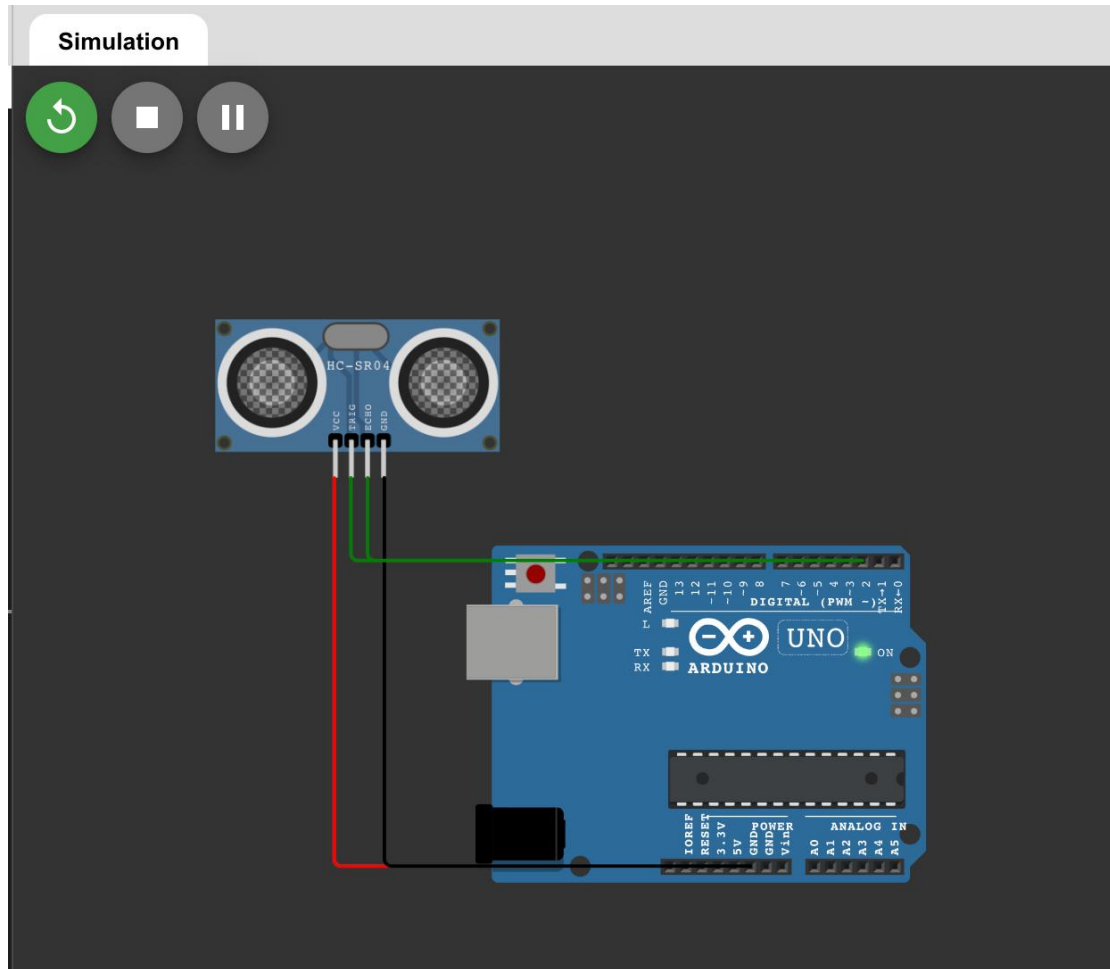 Simulation
HC-SR04
VCC
TRIG
ECHO
GND
AREF
GND
13
12
~11
~10
~9
8
7
~6
~5
4
~3
2
TX→1
RX←0
DIGITAL (PWM ~)
L
TX
RX
ARDUINO
UNO
ON
IOREF
RESET
3.3V
5V
GND
GND
Vin
POWER
ANALOG IN
A0
A1
A2
A3
A4
A5